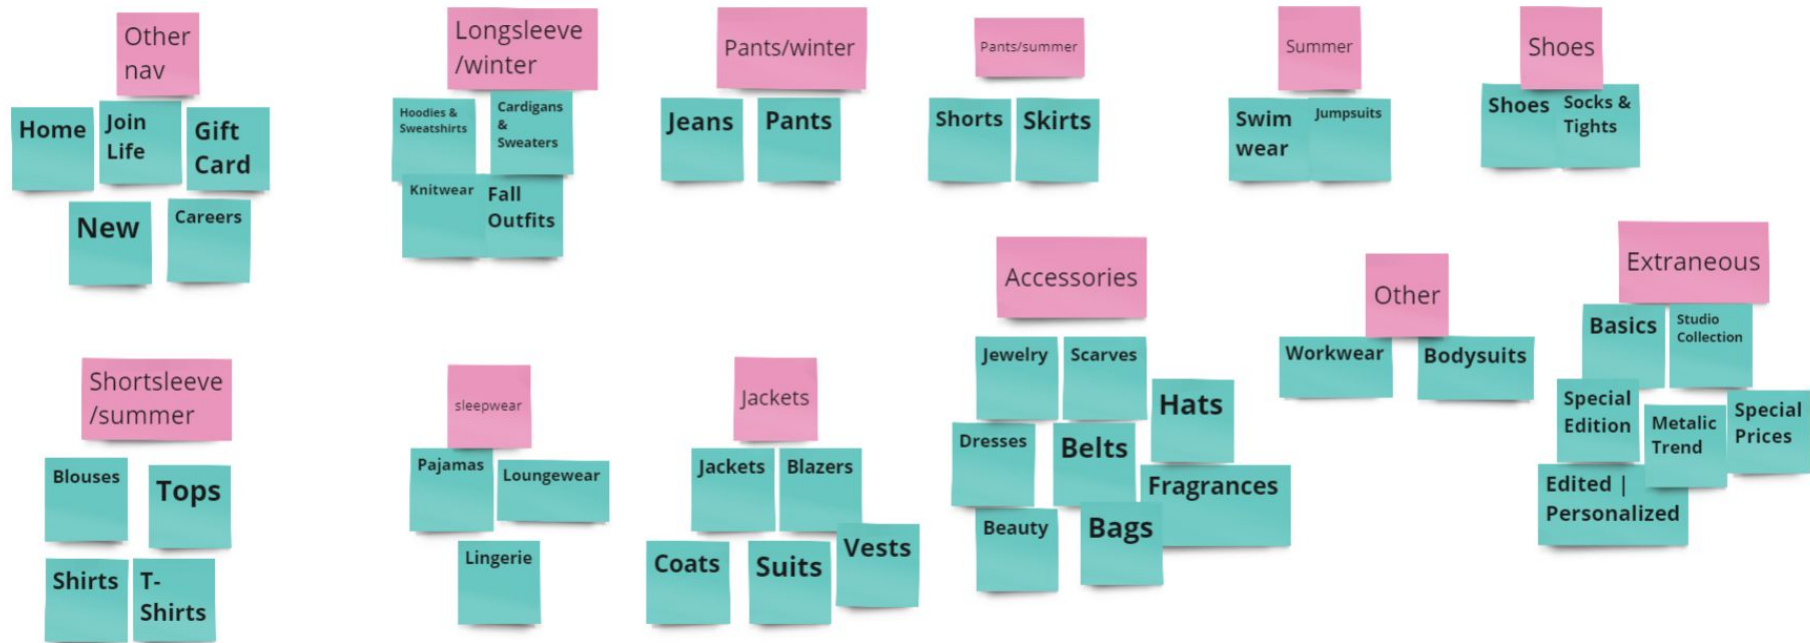 Other
nav
Home
Join
Life
Gift
Card
New
Careers
Longsleeve
/winter
Hoodies &
Sweatshirts
Cardigans
&
Sweaters
Knitwear
Fall
Outfits
Pants/winter
Jeans
Pants
Pants/summer
Shorts
Skirts
Summer
Swim
wear
Jumpsuits
Shoes
Shoes
Socks &
Tights
Shortsleeve
/summer
Blouses
Tops
Shirts
T-
Shirts
sleepwear
Pajamas
Loungewear
Lingerie
Jackets
Jackets
Blazers
Coats
Suits
Vests
Accessories
Jewelry
Scarves
Hats
Dresses
Belts
Fragrances
Beauty
Bags
Other
Workwear
Bodysuits
Extraneous
Basics
Studio
Collection
Special
Edition
Metalic
Trend
Special
Prices
Edited |
Personalized